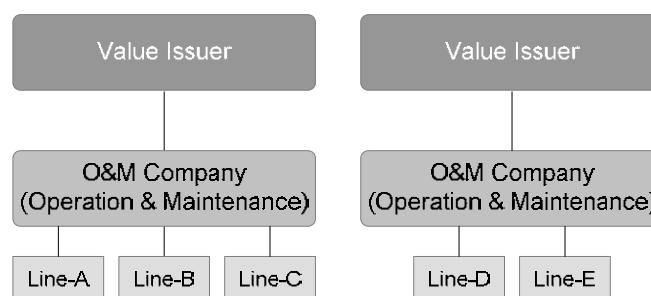 Value Issuer
Value Issuer
O&M Company
(Operation & Maintenance)
O&M Company
(Operation & Maintenance)
Line-A
Line-B
Line-C
Line-D
Line-E